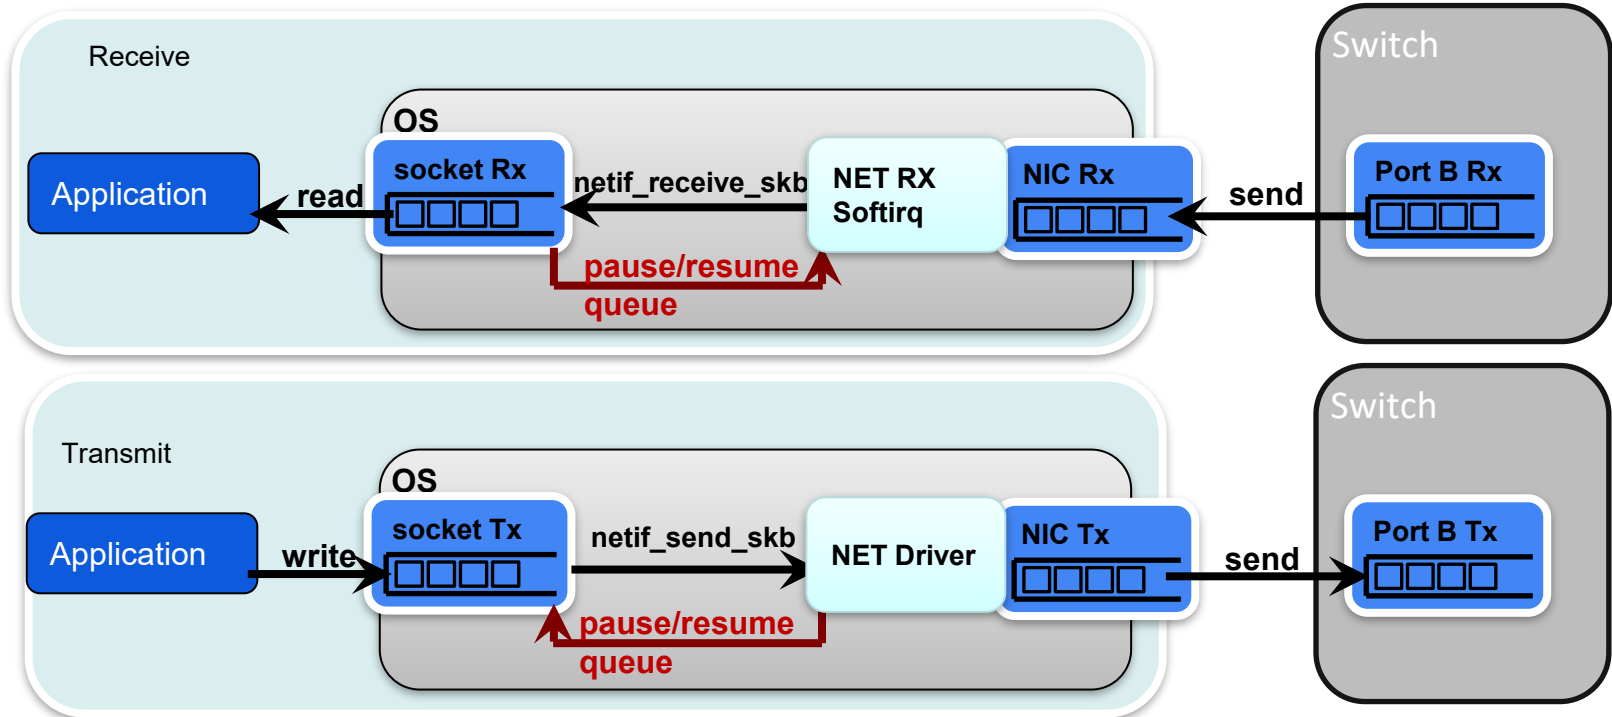 Receive
Switch
OS
socket Rx
netif_receive_skb
NET RX
Softirq
NIC Rx
Port B Rx
Application
read
send
pause/resume
queue
Transmit
Switch
OS
socket Tx
netif_send_skb
NET Driver
NIC Tx
Port B Tx
Application
write
send
pause/resume
queue